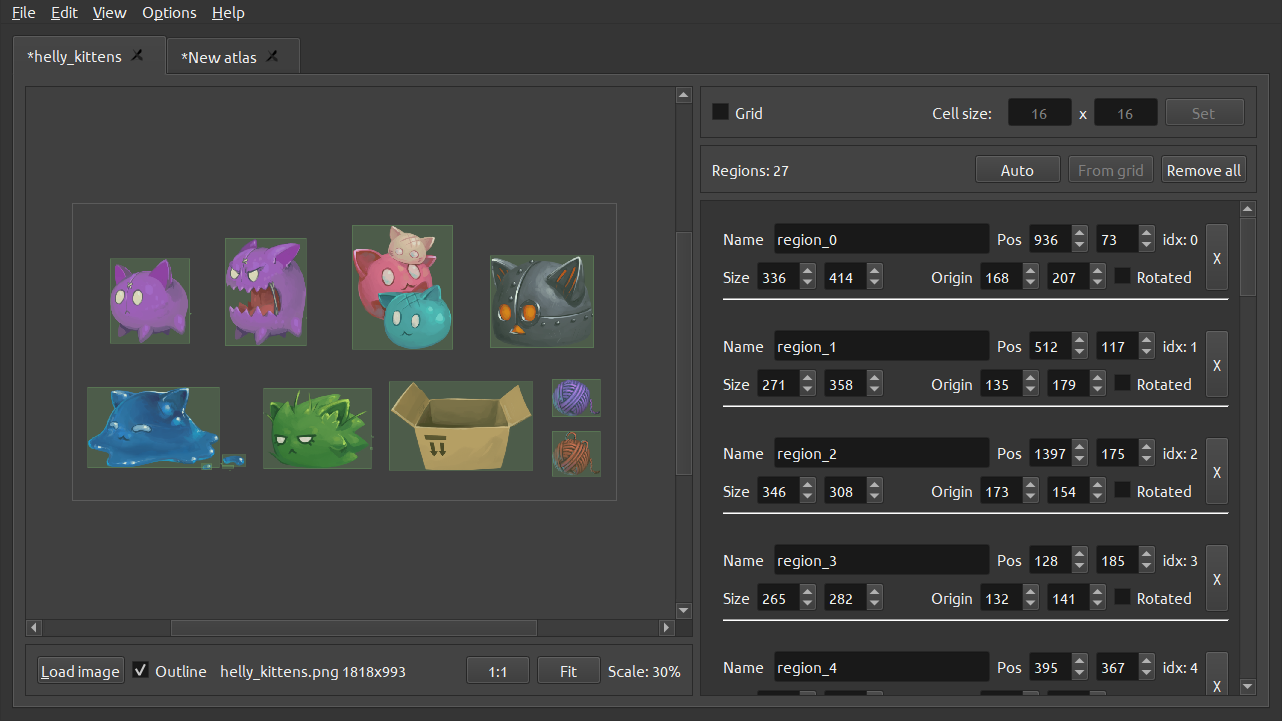 File Edit View Options Help
*helly_kittens *New atlas
Grid Cell size: 16 x 16 Set
Regions: 27 Auto From grid Remove all
Name region_0 Pos 936 73 idx: 0 X
Size 336 414 Origin 168 207 Rotated
Name region_1 Pos 512 117 idx: 1 X
Size 271 358 Origin 135 179 Rotated
Name region_2 Pos 1397 175 idx: 2 X
Size 346 308 Origin 173 154 Rotated
Name region_3 Pos 128 185 idx: 3 X
Size 265 282 Origin 132 141 Rotated
Name region_4 Pos 395 367 idx: 4 X
Load image Outline helly_kittens.png 1818x993 1:1 Fit Scale: 30%